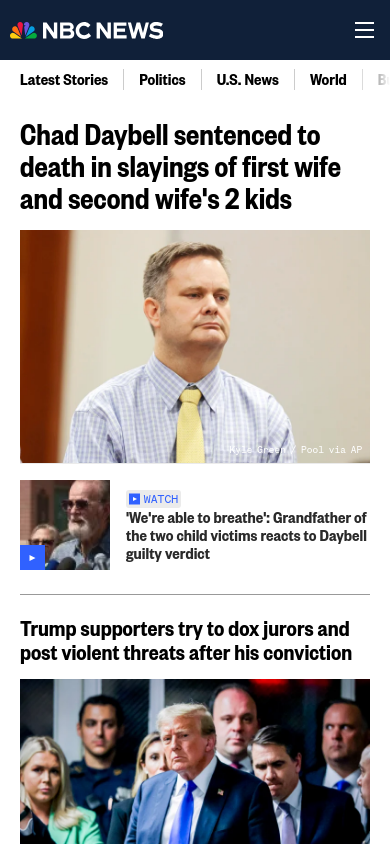 NBC NEWS
Latest Stories
Politics
U.S. News
World
Chad Daybell sentenced to
death in slayings of first wife
and second wife's 2 kids
Kyle Green / Pool via AP
WATCH
'We're able to breathe': Grandfather of
the two child victims reacts to Daybell
guilty verdict
Trump supporters try to dox jurors and
post violent threats after his conviction